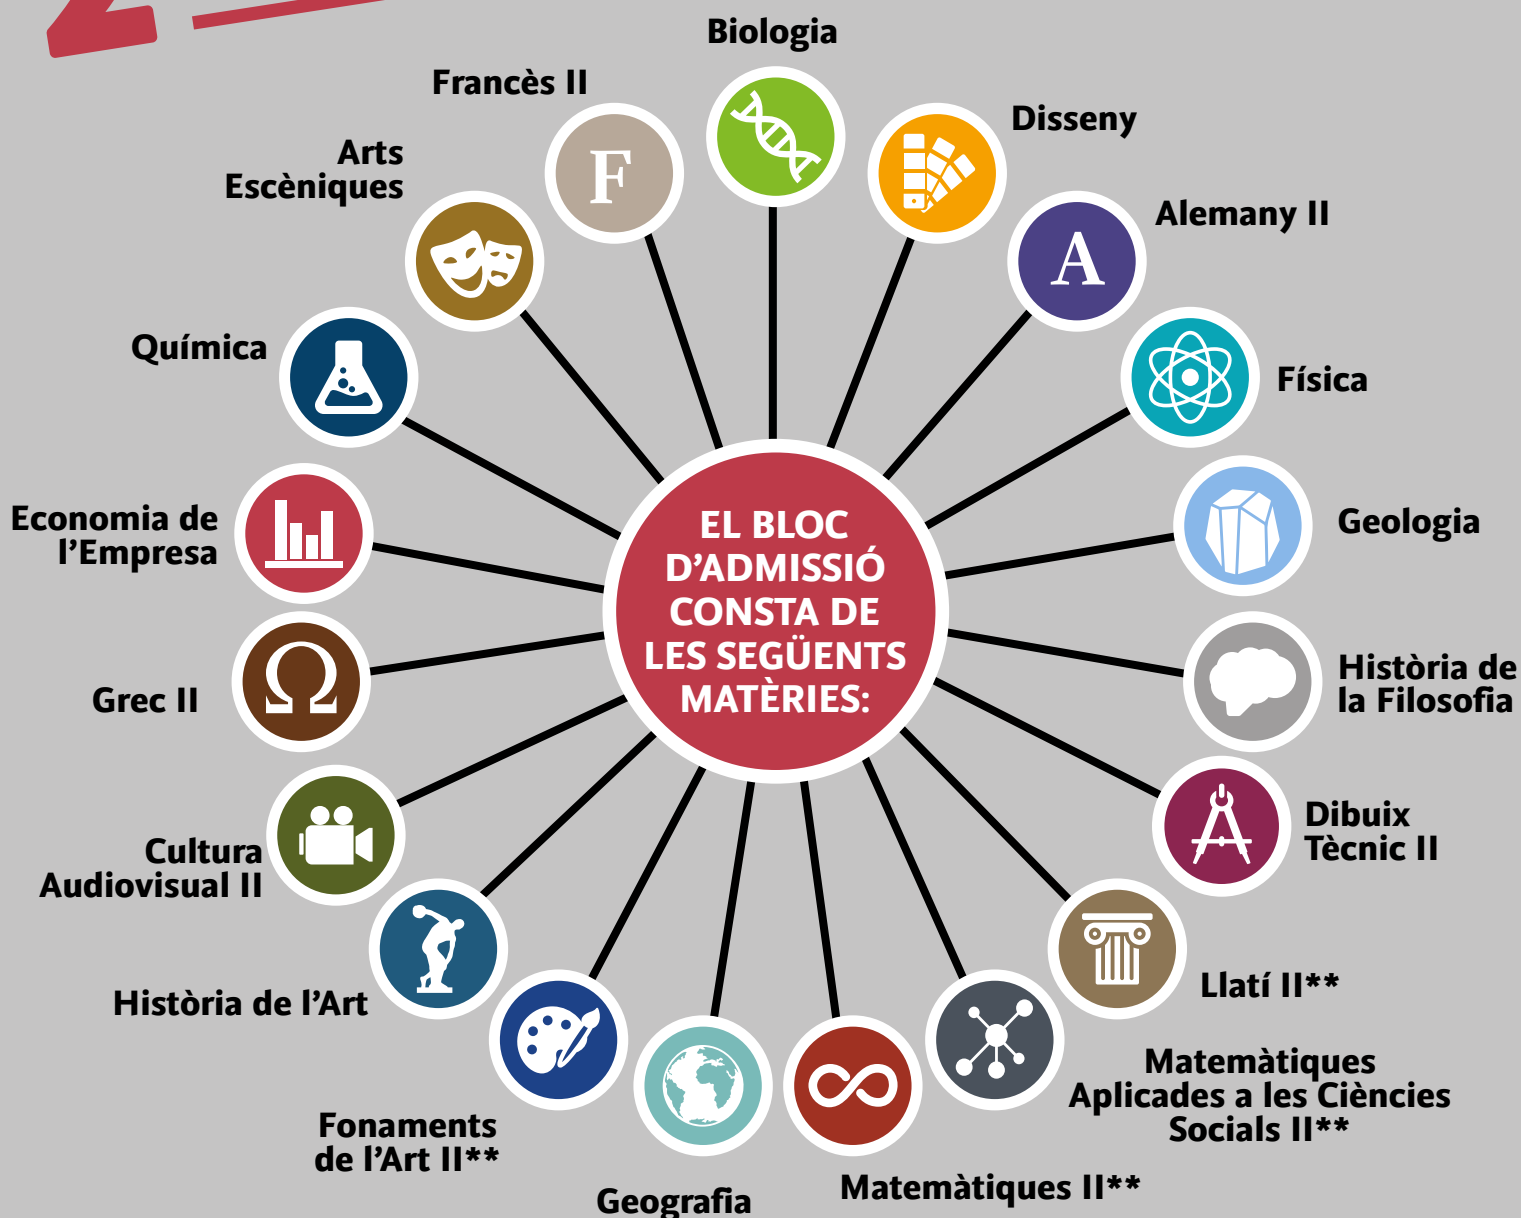 2
Biologia
Francès II
Disseny
Arts
Escèniques
F
Alemany II
A
Química
Física
Economia de
l'Empresa
Geologia
EL BLOC
D'ADMISSIÓ
CONSTA DE
LES SEGÜENTS
MATÈRIES:
Grec II
Ω
Història de
la Filosofia
Cultura
Audiovisual II
Dibuix
Tècnic II
Història de l'Art
Llatí II**
Fonaments
de l'Art II**
Matemàtiques
Aplicades a les Ciències
Socials II**
Geografia
Matemàtiques II**